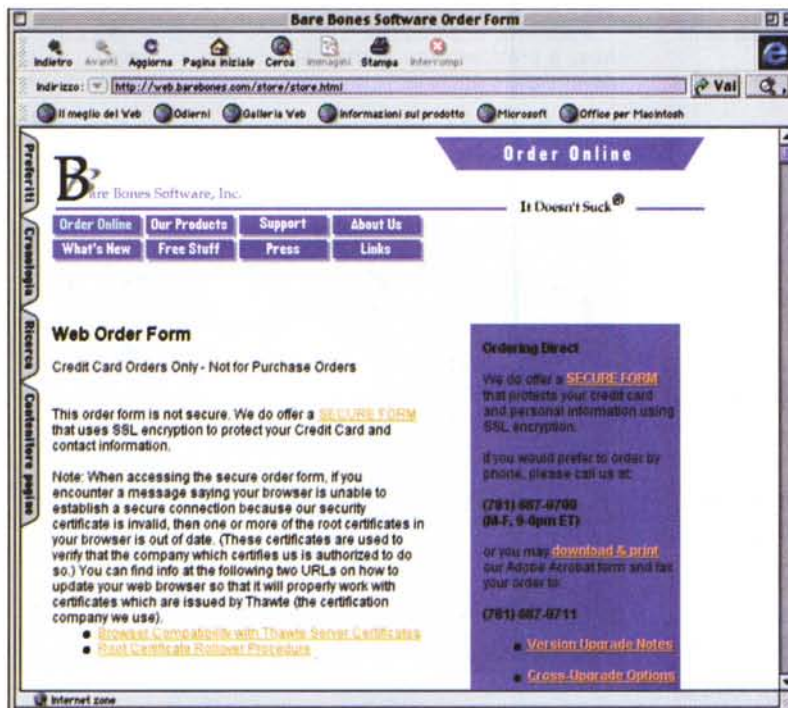 Bare Bones Software Order Form
Indietro Avanti Aggiorna Pagina iniziale Cerca Immagini Stampa Interrompi
Indirizzo: http://web.barebones.com/store/store.html Vai
Il meglio del Web Odierni Galleria Web Informazioni sul prodotto Microsoft Office per Macintosh
Preferiti
Cronologia
Ricerca
Contenitore pagine
Bare Bones Software, Inc.
Order Online
It Doesn't Suck®
Order Online Our Products Support About Us
What's New Free Stuff Press Links
Web Order Form
Credit Card Orders Only - Not for Purchase Orders
This order form is not secure. We do offer a SECURE FORM
that uses SSL encryption to protect your Credit Card and
contact information.
Note: When accessing the secure order form, if you
encounter a message saying your browser is unable to
establish a secure connection because our security
certificate is invalid, then one or more of the root certificates in
your browser is out of date. (These certificates are used to
verify that the company which certifies us is authorized to do
so.) You can find info at the following two URLs on how to
update your web browser so that it will properly work with
certificates which are issued by Thawte (the certification
company we use).
Browser Compatibility with Thawte Server Certificates
Root Certificate Rollover Procedure
Ordering Direct
We do offer a SECURE FORM
that protects your credit card
and personal information using
SSL encryption.
If you would prefer to order by
phone, please call us at:
(781) 687-0700
(M-F, 9-6pm ET)
or you may download & print
our Adobe Acrobat form and fax
your order to:
(781) 687-0711
Version Upgrade Notes
Cross-Upgrade Options
Internet zone